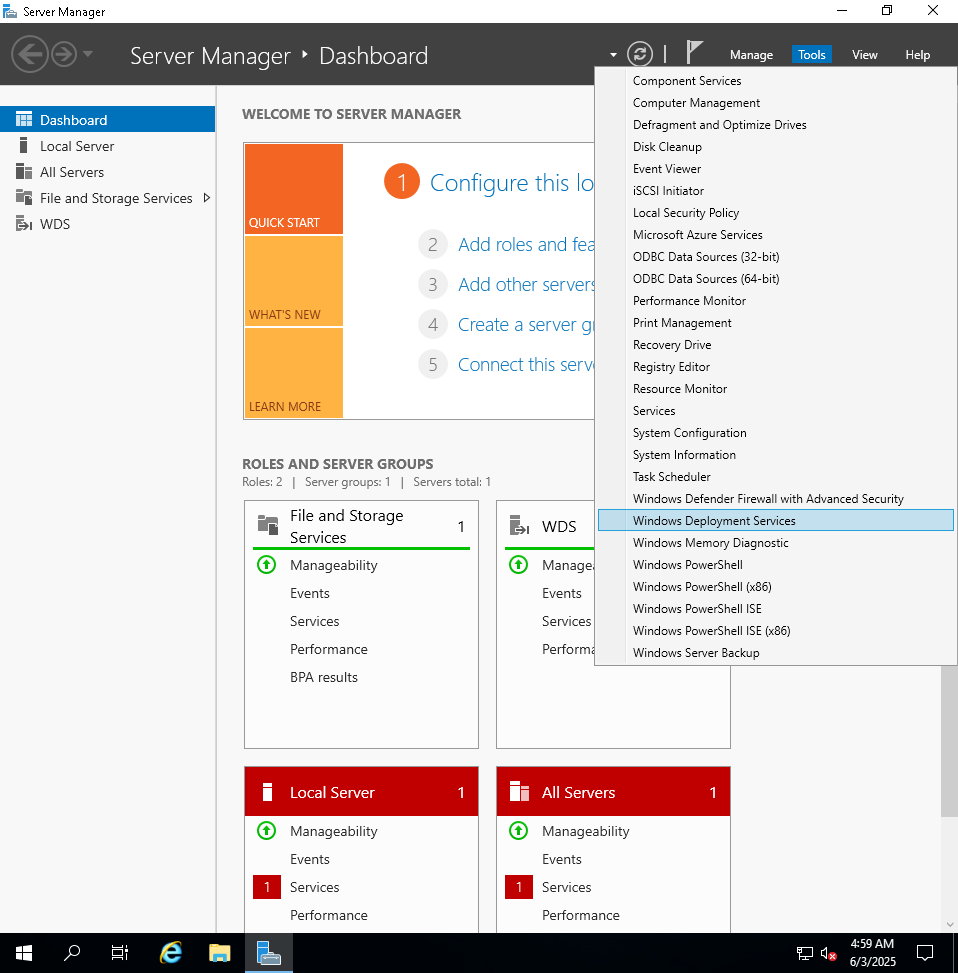 Server Manager
Server Manager • Dashboard
Manage Tools View Help
Dashboard
Local Server
All Servers
File and Storage Services
WDS
WELCOME TO SERVER MANAGER
QUICK START
WHAT'S NEW
LEARN MORE
1 Configure this lo
2 Add roles and fea
3 Add other servers
4 Create a server gr
5 Connect this serv
Component Services
Computer Management
Defragment and Optimize Drives
Disk Cleanup
Event Viewer
iSCSI Initiator
Local Security Policy
Microsoft Azure Services
ODBC Data Sources (32-bit)
ODBC Data Sources (64-bit)
Performance Monitor
Print Management
Recovery Drive
Registry Editor
Resource Monitor
Services
System Configuration
System Information
Task Scheduler
Windows Defender Firewall with Advanced Security
Windows Deployment Services
Windows Memory Diagnostic
Windows PowerShell
Windows PowerShell (x86)
Windows PowerShell ISE
Windows PowerShell ISE (x86)
Windows Server Backup
ROLES AND SERVER GROUPS
Roles: 2 | Server groups: 1 | Servers total: 1
File and Storage
Services 1
Manageability
Events
Services
Performance
BPA results
WDS
Managea
Events
Services
Performa
Local Server 1
Manageability
Events
1 Services
Performance
All Servers 1
Manageability
Events
1 Services
Performance
4:59 AM
6/3/2025